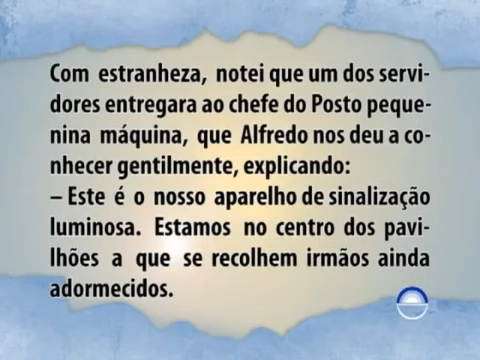 Com estranheza, notei que um dos servi-
dores entregara ao chefe do Posto peque-
nina máquina, que Alfredo nos deu a co-
nhecer gentilmente, explicando:
– Este é o nosso aparelho de sinalização
luminosa. Estamos no centro dos pavi-
lhões a que se recolhem irmãos ainda
adormecidos.